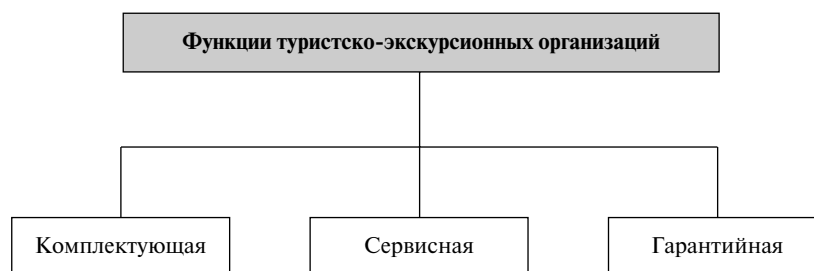 Функции туристско-экскурсионных организаций
Комплектующая
Сервисная
Гарантийная